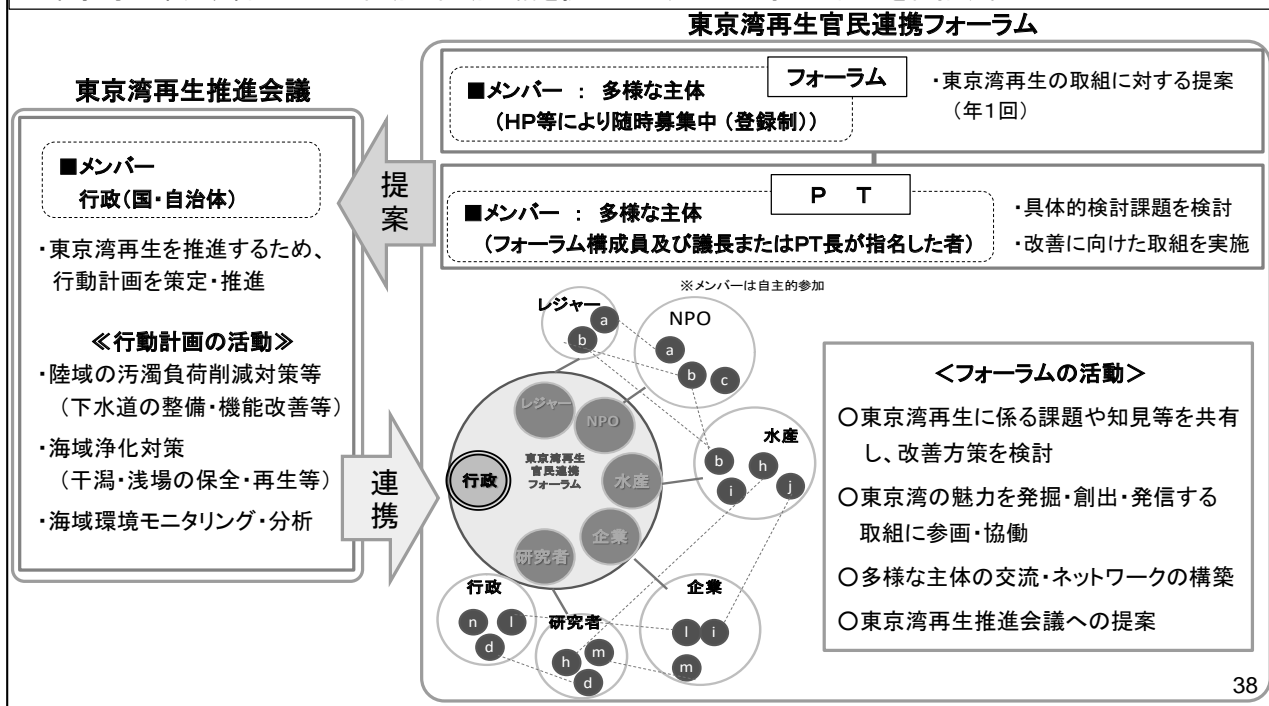 東京湾再生官民連携フォーラム
東京湾再生推進会議
■メンバー
行政(国・自治体)
・東京湾再生を推進するため、
行動計画を策定・推進
≪行動計画の活動≫
・陸域の汚濁負荷削減対策等
(下水道の整備・機能改善等)
・海域浄化対策
(干潟・浅場の保全・再生等)
・海域環境モニタリング・分析
提案
連携
フォーラム
■メンバー : 多様な主体
(HP等により随時募集中(登録制))
・東京湾再生の取組に対する提案
(年1回)
P T
■メンバー : 多様な主体
(フォーラム構成員及び議長またはPT長が指名した者)
・具体的検討課題を検討
・改善に向けた取組を実施
※メンバーは自主的参加
レジャー
a
b
NPO
a
b
c
水産
b
h
i
j
レジャー
NPO
東京湾再生
官民連携
フォーラム
行政
水産
企業
研究者
行政
n
l
d
研究者
h
m
d
企業
l
i
m
<フォーラムの活動>
○東京湾再生に係る課題や知見等を共有
し、改善方策を検討
○東京湾の魅力を発掘・創出・発信する
取組に参画・協働
○多様な主体の交流・ネットワークの構築
○東京湾再生推進会議への提案
38